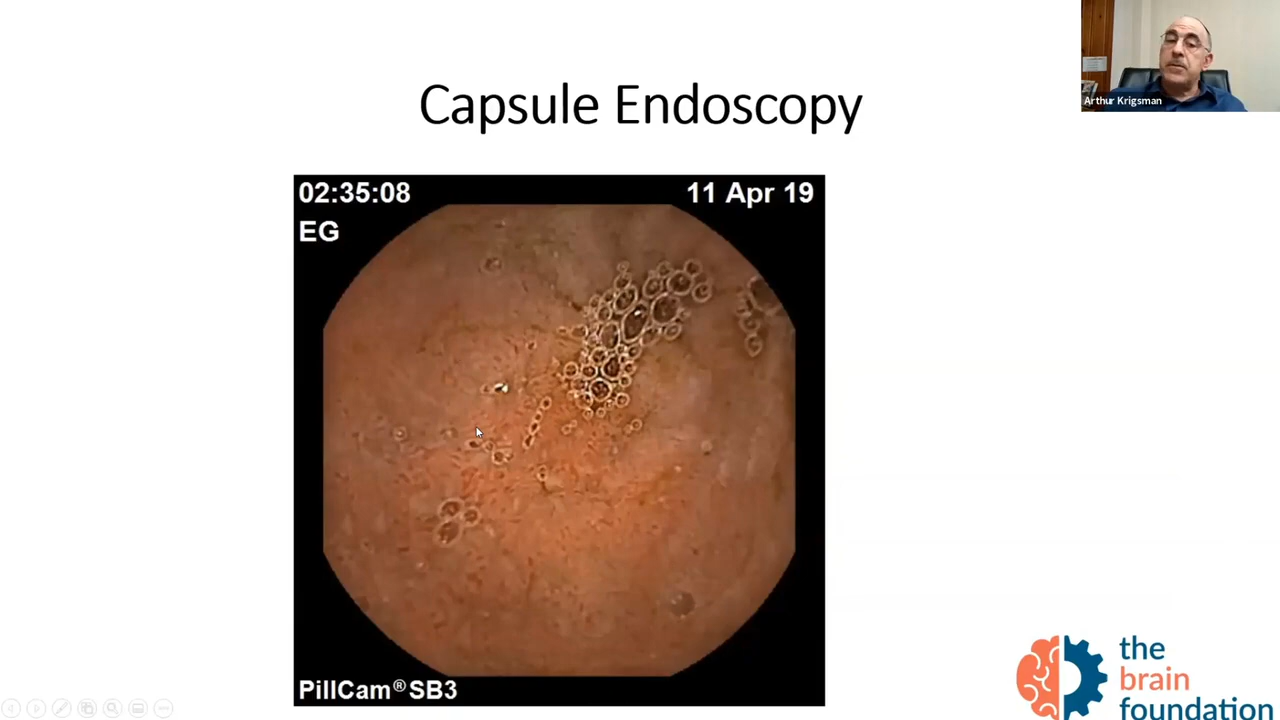 Capsule Endoscopy
Arthur Krigsman
02:35:08
11 Apr 19
EG
PillCam®SB3
the
brain
foundation